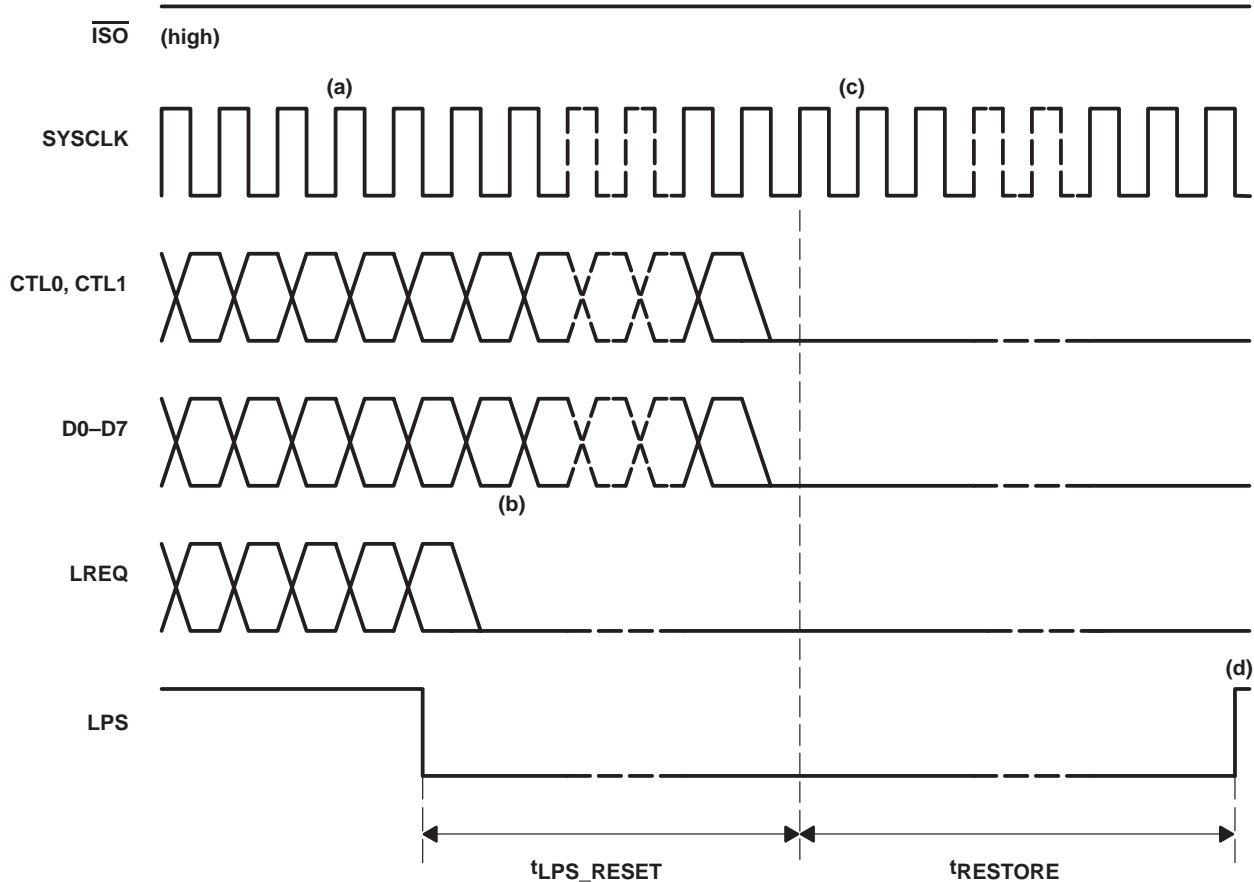 ISO (high)
(a) (c)
SYSCLK
CTL0, CTL1
D0–D7
(b)
LREQ
(d)
LPS
tLPS_RESET tRESTORE